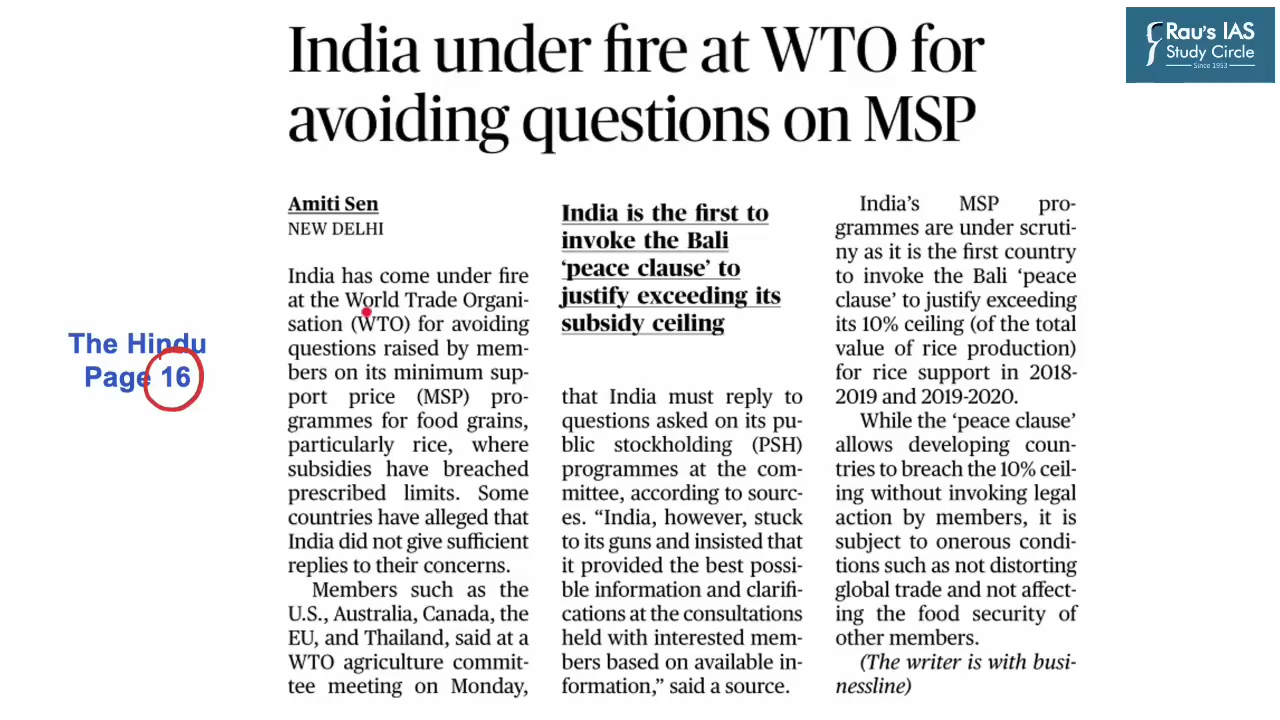 India under fire at WTO for
avoiding questions on MSP
Rau's IAS
Study Circle
Since 1953
The Hindu
Page 16
Amiti Sen
NEW DELHI
India has come under fire
at the World Trade Organi-
sation (WTO) for avoiding
questions raised by mem-
bers on its minimum sup-
port price (MSP) pro-
grammes for food grains,
particularly rice, where
subsidies have breached
prescribed limits. Some
countries have alleged that
India did not give sufficient
replies to their concerns.
Members such as the
U.S., Australia, Canada, the
EU, and Thailand, said at a
WTO agriculture commit-
tee meeting on Monday,
India is the first to
invoke the Bali
‘peace clause’ to
justify exceeding its
subsidy ceiling
that India must reply to
questions asked on its pu-
blic stockholding (PSH)
programmes at the com-
mittee, according to sourc-
es. “India, however, stuck
to its guns and insisted that
it provided the best possi-
ble information and clarifi-
cations at the consultations
held with interested mem-
bers based on available in-
formation,” said a source.
India’s MSP pro-
grammes are under scruti-
ny as it is the first country
to invoke the Bali ‘peace
clause’ to justify exceeding
its 10% ceiling (of the total
value of rice production)
for rice support in 2018-
2019 and 2019-2020.
While the ‘peace clause’
allows developing coun-
tries to breach the 10% ceil-
ing without invoking legal
action by members, it is
subject to onerous condi-
tions such as not distorting
global trade and not affect-
ing the food security of
other members.
(The writer is with busi-
nessline)